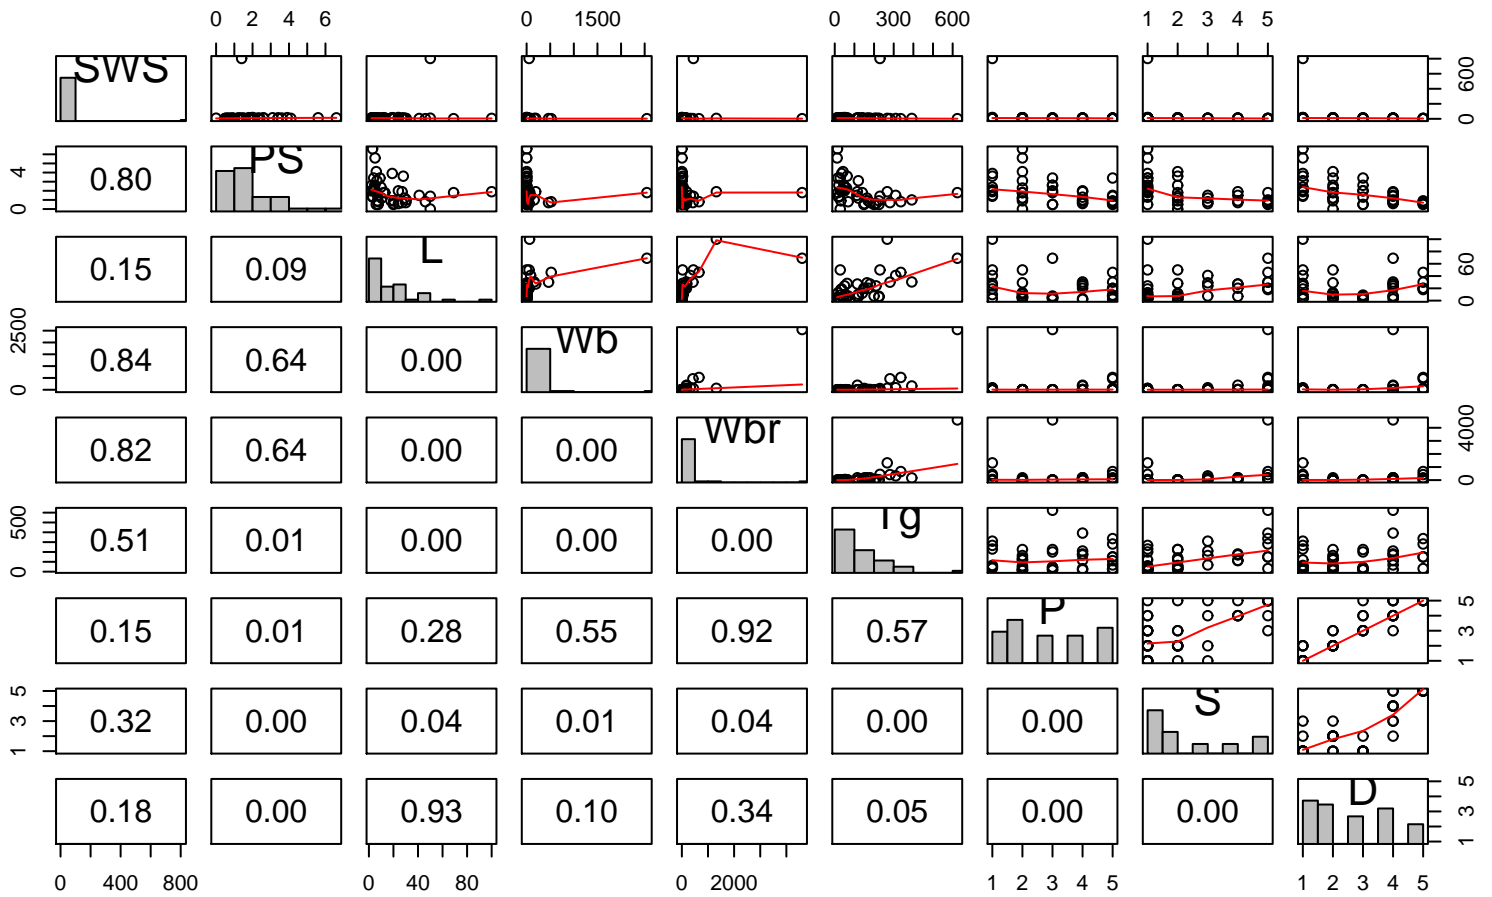 0 2 4 6 0 1500 0 300 600 1 2 3 4 5
SWS 0 600
0 4 0.80 PS
0.15 0.09 L 0 60
0 2500 0.84 0.64 0.00 Wb
0.82 0.64 0.00 0.00 Wbr 0 4000
0 500 0.51 0.01 0.00 0.00 0.00 Tg
0.15 0.01 0.28 0.55 0.92 0.57 P 1 3 5
1 3 5 0.32 0.00 0.04 0.01 0.04 0.00 0.00 S
0.18 0.00 0.93 0.10 0.34 0.05 0.00 0.00 D 1 3 5
0 400 800 0 40 80 0 2000 1 2 3 4 5 1 2 3 4 5